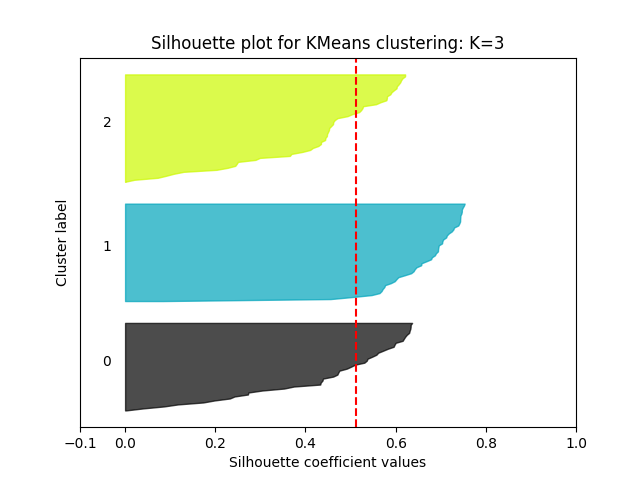 Silhouette plot for KMeans clustering: K=3
Cluster label
2
1
0
−0.1 0.0 0.2 0.4 0.6 0.8 1.0
Silhouette coefficient values